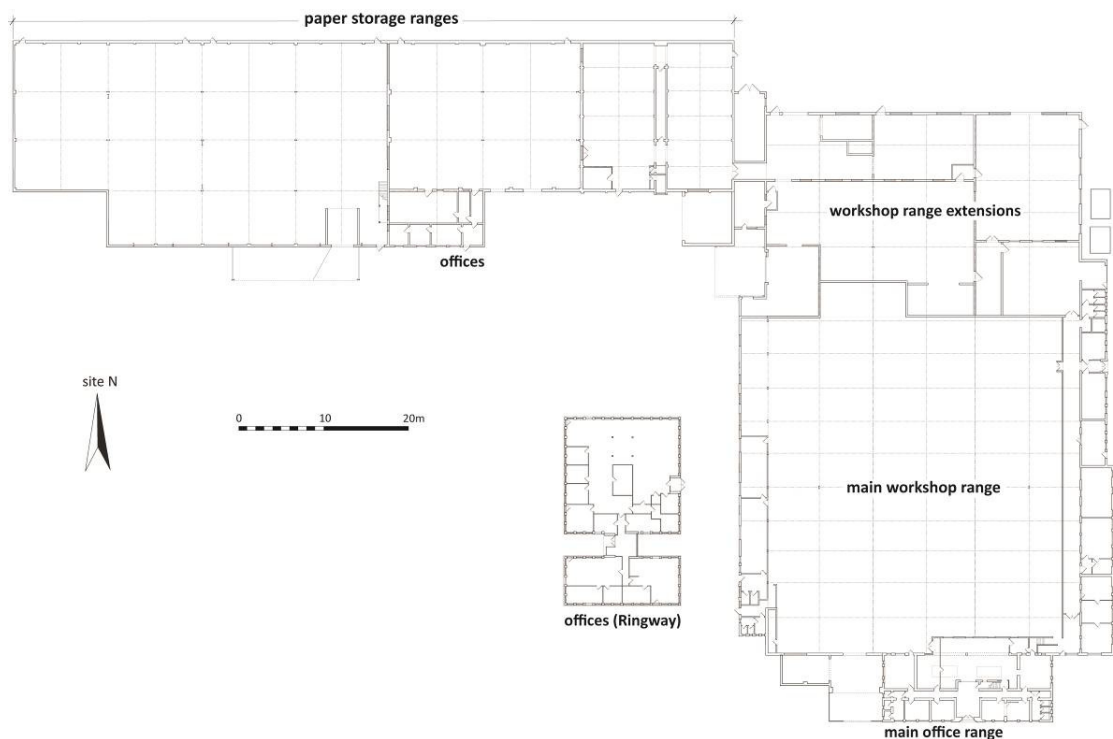 paper storage ranges
workshop range extensions
offices
site N
0 10 20m
main workshop range
offices (Ringway)
main office range